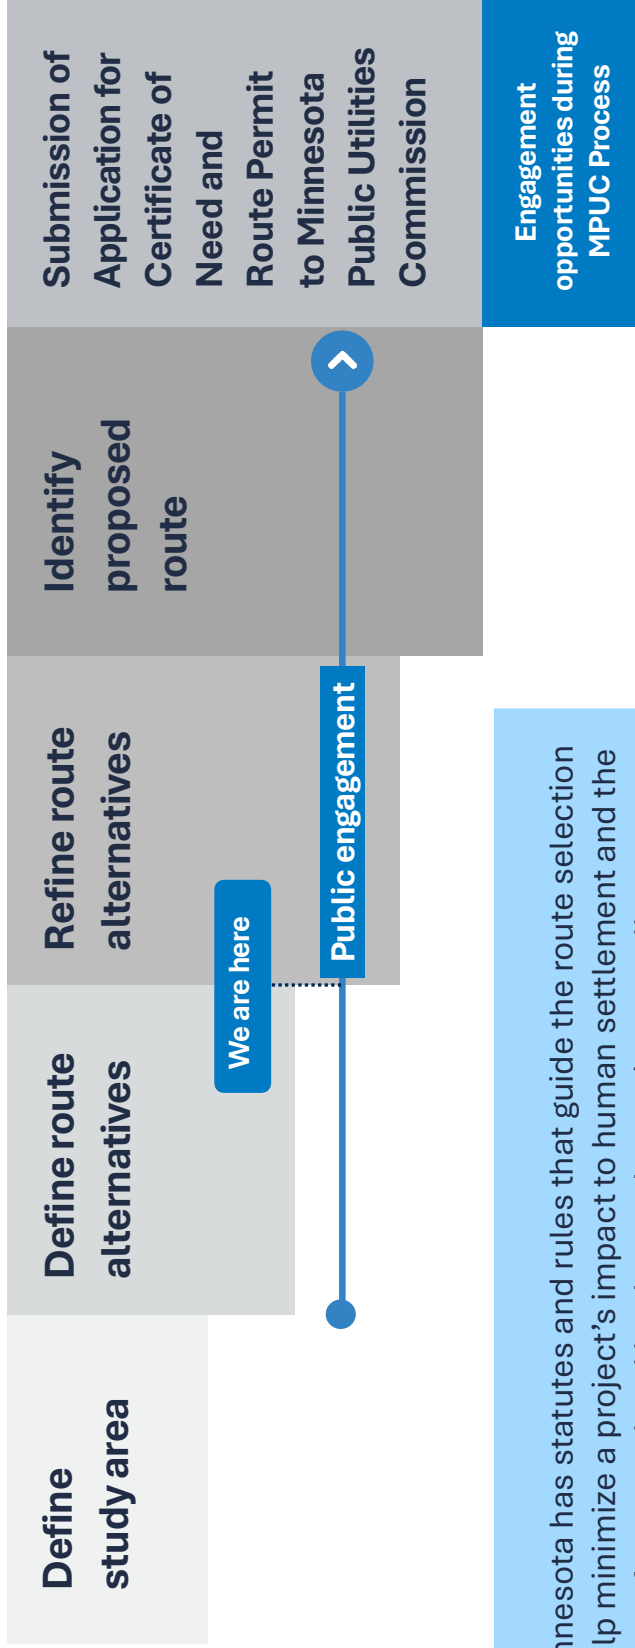 Define
study area
Define route
alternatives
Refine route
alternatives
Identify
proposed
route
Submission of
Application for
Certificate of
Need and
Route Permit
to Minnesota
Public Utilities
Commission
We are here
Public engagement
Engagement
opportunities during
MPUC Process
has statutes and rules that guide the route selection
minimize a project’s impact to human settlement and the